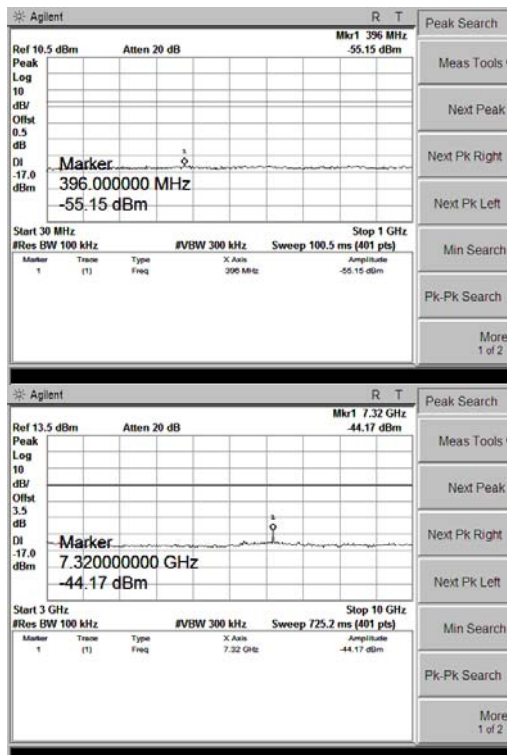 Agilent R T
Peak Search
Mkr1 396 MHz
Ref 10.5 dBm Atten 20 dB -55.15 dBm
Peak
Log
10
dB/
Offst
0.5
dB
DI
-17.0
dBm
1
Marker
396.000000 MHz
-55.15 dBm
Start 30 MHz Stop 1 GHz
#Res BW 100 kHz #VBW 300 kHz Sweep 100.5 ms (401 pts)
Marker Trace Type X Axis Amplitude
1 (1) Freq 396 MHz -55.15 dBm
Meas Tools
Next Peak
Next Pk Right
Next Pk Left
Min Search
Pk-Pk Search
More
1 of 2
Agilent R T
Peak Search
Mkr1 7.32 GHz
Ref 13.5 dBm Atten 20 dB -44.17 dBm
Peak
Log
10
dB/
Offst
3.5
dB
DI
-17.0
dBm
1
Marker
7.320000000 GHz
-44.17 dBm
Start 3 GHz Stop 10 GHz
#Res BW 100 kHz #VBW 300 kHz Sweep 725.2 ms (401 pts)
Marker Trace Type X Axis Amplitude
1 (1) Freq 7.32 GHz -44.17 dBm
Meas Tools
Next Peak
Next Pk Right
Next Pk Left
Min Search
Pk-Pk Search
More
1 of 2